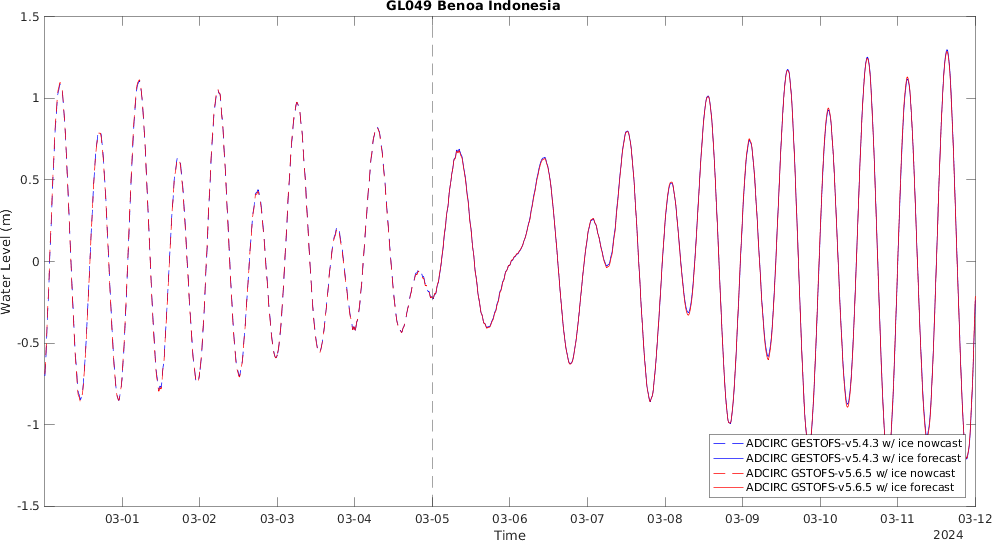 GL049 Benoa Indonesia
1.5
1
0.5
0
-0.5
-1
-1.5
Water Level (m)
03-01
03-02
03-03
03-04
03-05
03-06
03-07
03-08
03-09
03-10
03-11
03-12
Time
2024
ADCIRC GESTOFS-v5.4.3 w/ ice nowcast
ADCIRC GESTOFS-v5.4.3 w/ ice forecast
ADCIRC GSTOFS-v5.6.5 w/ ice nowcast
ADCIRC GSTOFS-v5.6.5 w/ ice forecast